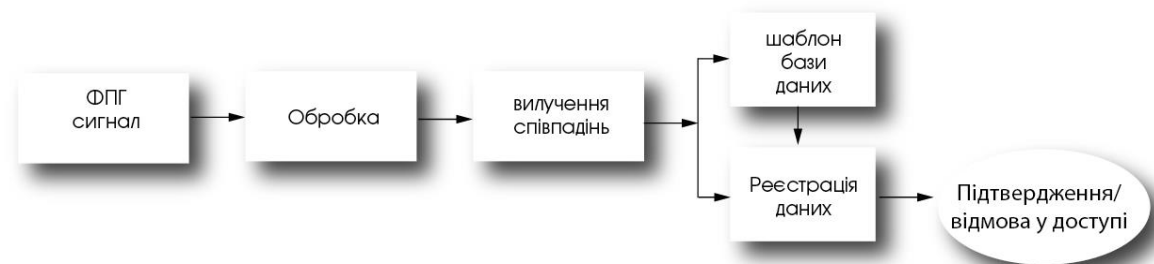 ФПГ
сигнал
Обробка
вилучення
співпадінь
шаблон
бази
даних
Реєстрація
даних
Підтвердження/
відмова у доступі